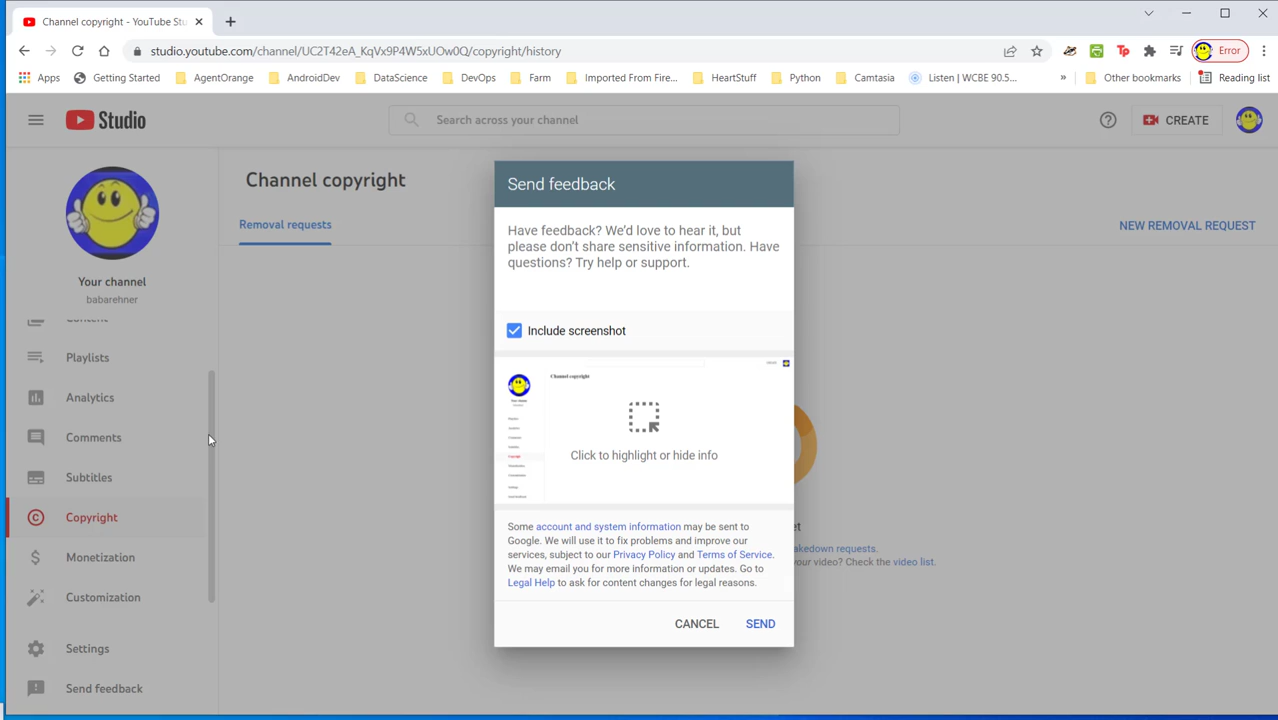 Channel copyright - YouTube Stu
studio.youtube.com/channel/UC2T42eA_KqVx9P4W5xUOw0Q/copyright/history
Tp
Error
Apps
Getting Started
AgentOrange
AndroidDev
DataScience
DevOps
Farm
Imported From Fire...
HeartStuff
Python
Camtasia
Listen | WCBE 90.5...
»
Other bookmarks
Reading list
Studio
Search across your channel
CREATE
Your channel
babarehner
Content
Playlists
Analytics
Comments
Subtitles
Copyright
Monetization
Customization
Settings
Send feedback
Channel copyright
Removal requests
NEW REMOVAL REQUEST
Send feedback
Have feedback? We'd love to hear it, but
please don't share sensitive information. Have
questions? Try help or support.
Include screenshot
Channel copyright
Click to highlight or hide info
Some account and system information may be sent to
Google. We will use it to fix problems and improve our
services, subject to our Privacy Policy and Terms of Service.
We may email you for more information or updates. Go to
Legal Help to ask for content changes for legal reasons.
CANCEL
SEND
et
akedown requests.
your video? Check the video list.